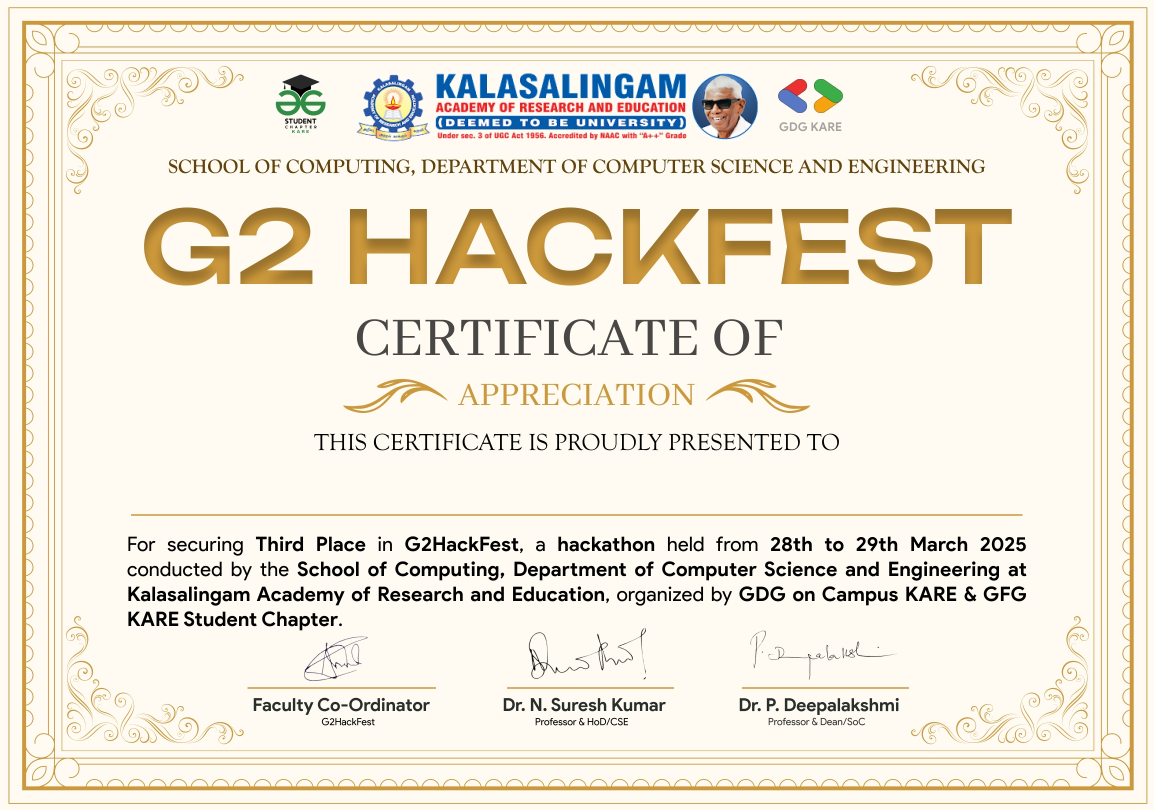 STUDENT
CHAPTER
KARE
KALASALINGAM
ACADEMY OF RESEARCH AND EDUCATION
(DEEMED TO BE UNIVERSITY)
Under sec. 3 of UGC Act 1956. Accredited by NAAC with "A++" Grade
GDG KARE
SCHOOL OF COMPUTING, DEPARTMENT OF COMPUTER SCIENCE AND ENGINEERING
G2 HACKFEST
CERTIFICATE OF
APPRECIATION
THIS CERTIFICATE IS PROUDLY PRESENTED TO
For securing Third Place in G2HackFest, a hackathon held from 28th to 29th March 2025
conducted by the School of Computing, Department of Computer Science and Engineering at
Kalasalingam Academy of Research and Education, organized by GDG on Campus KARE & GFG
KARE Student Chapter.
P. Deepalakshmi
Faculty Co-Ordinator
G2HackFest
Dr. N. Suresh Kumar
Professor & HoD/CSE
Dr. P. Deepalakshmi
Professor & Dean/SoC